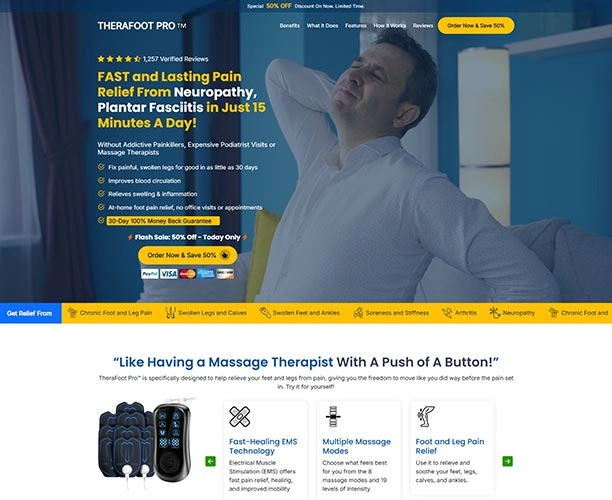 Special 50% OFF Discount On Now. Limited Time.
THERAFOOT PRO™
Benefits What It Does Features How It Works Reviews Order Now & Save 50%
1,257 Verified Reviews
FAST and Lasting Pain
Relief From Neuropathy,
Plantar Fasciitis in Just 15
Minutes A Day!
Without Addictive Painkillers, Expensive Podiatrist Visits or
Massage Therapists
Fix painful, swollen legs for good in as little as 30 days
Improves blood circulation
Relieves swelling & inflammation
At-home foot pain relief, no office visits or appointments
30-Day 100% Money Back Guarantee
Flash Sale: 50% Off - Today Only
Order Now & Save 50%
PayPal VISA DISCOVER
Get Relief From Chronic Foot and Leg Pain Swollen Legs and Calves Swollen Feet and Ankles Soreness and Stiffness Arthritis Neuropathy Chronic Foot and
“Like Having a Massage Therapist With A Push of A Button!”
TheraFoot Pro™ is specifically designed to help relieve your feet and legs from pain, giving you the freedom to move like you did way before the pain set
in. Try it for yourself!
Fast-Healing EMS
Technology
Electrical Muscle
Stimulation (EMS) offers
fast pain relief, healing,
and improved mobility
Multiple Massage
Modes
Choose what feels
best for you from the 8
massage modes and 19
levels of intensity
Foot and Leg Pain
Relief
Use it to relieve and
soothe your feet, legs,
calves, and ankles.